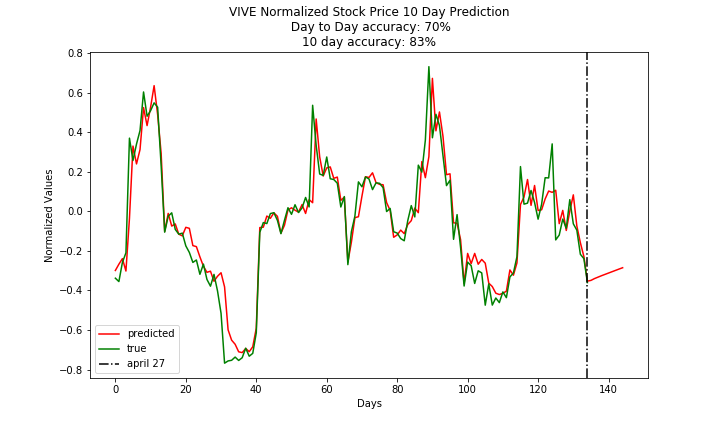 VIVE Normalized Stock Price 10 Day Prediction
Day to Day accuracy: 70%
10 day accuracy: 83%
Normalized Values
0.8
0.6
0.4
0.2
0.0
−0.2
−0.4
−0.6
−0.8
predicted
true
april 27
0
20
40
60
80
100
120
140
Days